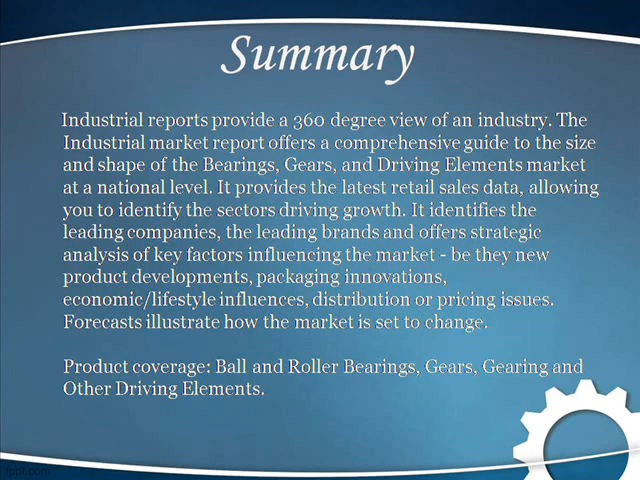 Summary
Industrial reports provide a 360 degree view of an industry. The
Industrial market report offers a comprehensive guide to the size
and shape of the Bearings, Gears, and Driving Elements market
at a national level. It provides the latest retail sales data, allowing
you to identify the sectors driving growth. It identifies the
leading companies, the leading brands and offers strategic
analysis of key factors influencing the market - be they new
product developments, packaging innovations,
economic/lifestyle influences, distribution or pricing issues.
Forecasts illustrate how the market is set to change.
Product coverage: Ball and Roller Bearings, Gears, Gearing and
Other Driving Elements.
fppt.com